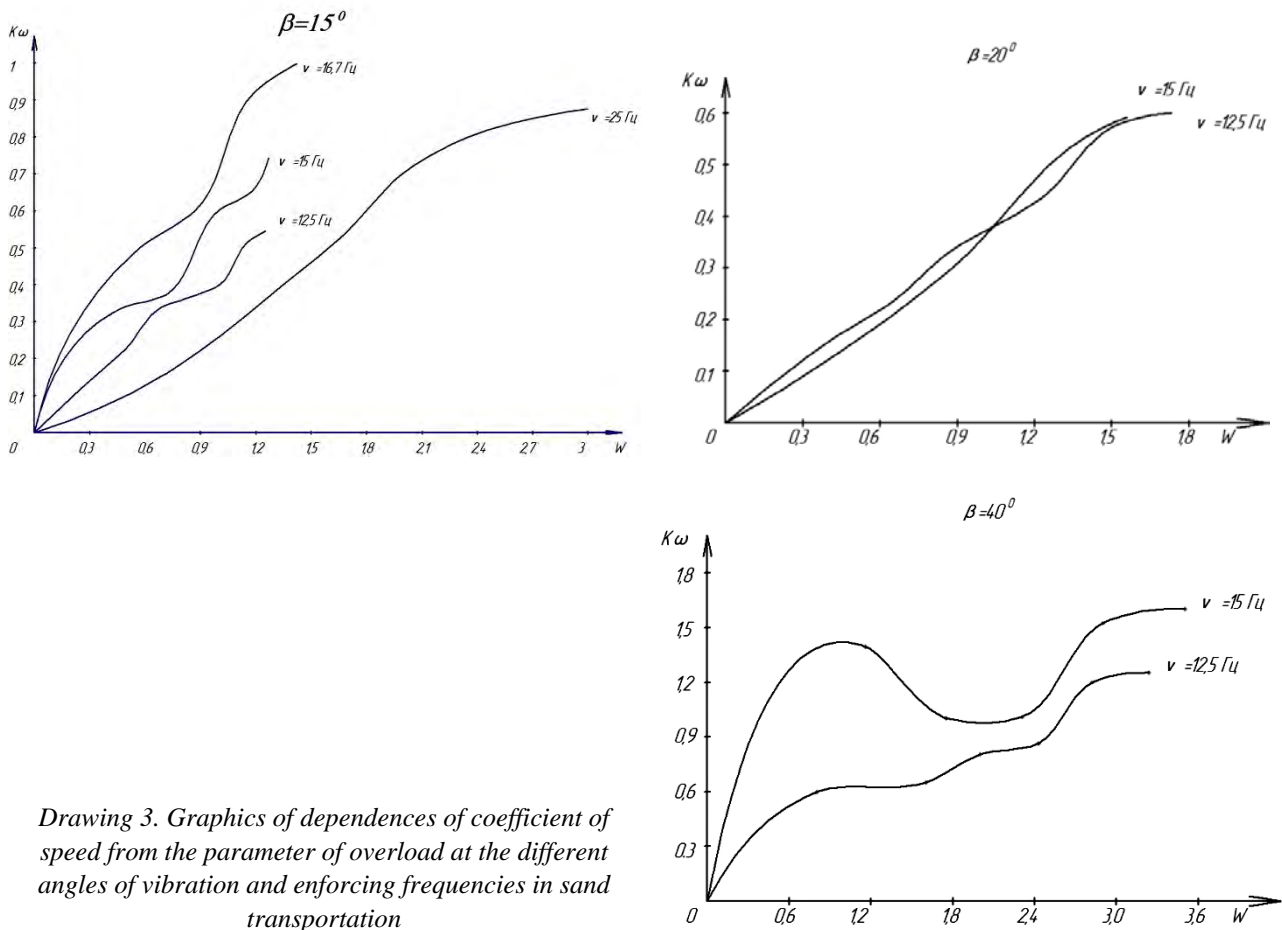 β=15⁰
Kω
1
0,9
0,8
0,7
0,6
0,5
0,4
0,3
0,2
0,1
0
0,3 0,6 0,9 1,2 1,5 1,8 2,1 2,4 2,7 3 W
ν =16,7 Гц
ν =25 Гц
ν =15 Гц
ν =12,5 Гц
β=20⁰
Kω
0,6
0,5
0,4
0,3
0,2
0,1
0
0,3 0,6 0,9 1,2 1,5 1,8 W
ν =15 Гц
ν =12,5 Гц
β=40⁰
Kω
1,8
1,5
1,2
0,9
0,6
0.3
0
0,6 1,2 1,8 2,4 3,0 3,6 W
ν =15 Гц
ν =12,5 Гц
Drawing 3. Graphics of dependences of coefficient of
speed from the parameter of overload at the different
angles of vibration and enforcing frequencies in sand
transportation